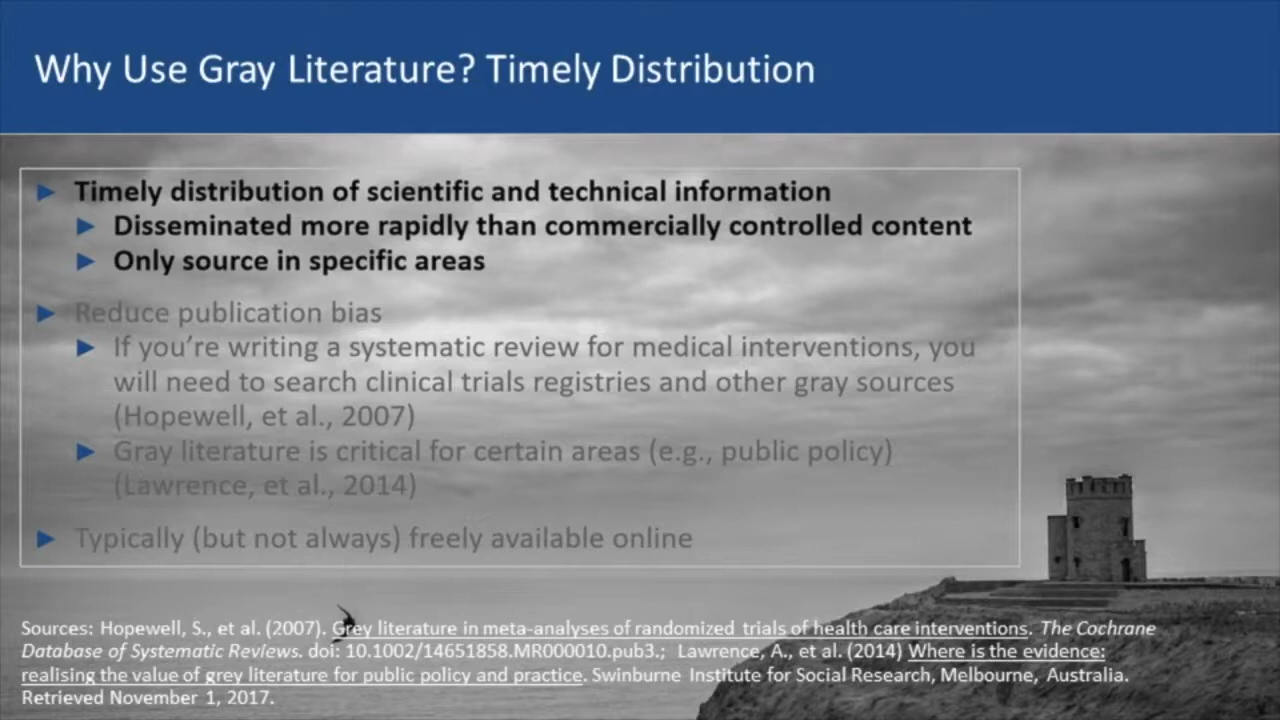 Why Use Gray Literature? Timely Distribution
Timely distribution of scientific and technical information
Disseminated more rapidly than commercially controlled content
Only source in specific areas
Reduce publication bias
If you’re writing a systematic review for medical interventions, you
will need to search clinical trials registries and other gray sources
(Hopewell, et al., 2007)
Gray literature is critical for certain areas (e.g., public policy)
(Lawrence, et al., 2014)
Typically (but not always) freely available online
Sources: Hopewell, S., et al. (2007). Grey literature in meta-analyses of randomized trials of health care interventions. The Cochrane
Database of Systematic Reviews. doi: 10.1002/14651858.MR000010.pub3.; Lawrence, A., et al. (2014) Where is the evidence:
realising the value of grey literature for public policy and practice. Swinburne Institute for Social Research, Melbourne, Australia.
Retrieved November 1, 2017.